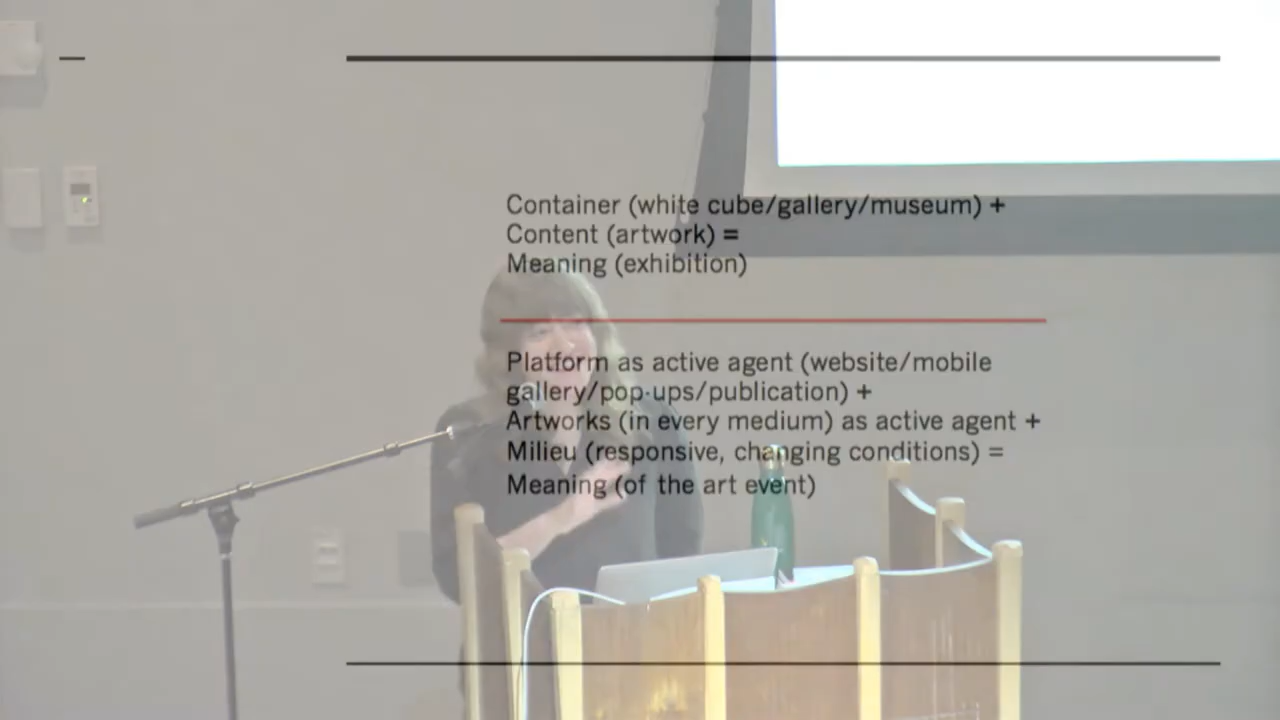 Container (white cube/gallery/museum) +
Content (artwork) =
Meaning (exhibition)
Platform as active agent (website/mobile
gallery/pop-ups/publication) +
Artworks (in every medium) as active agent +
Milieu (responsive, changing conditions) =
Meaning (of the art event)